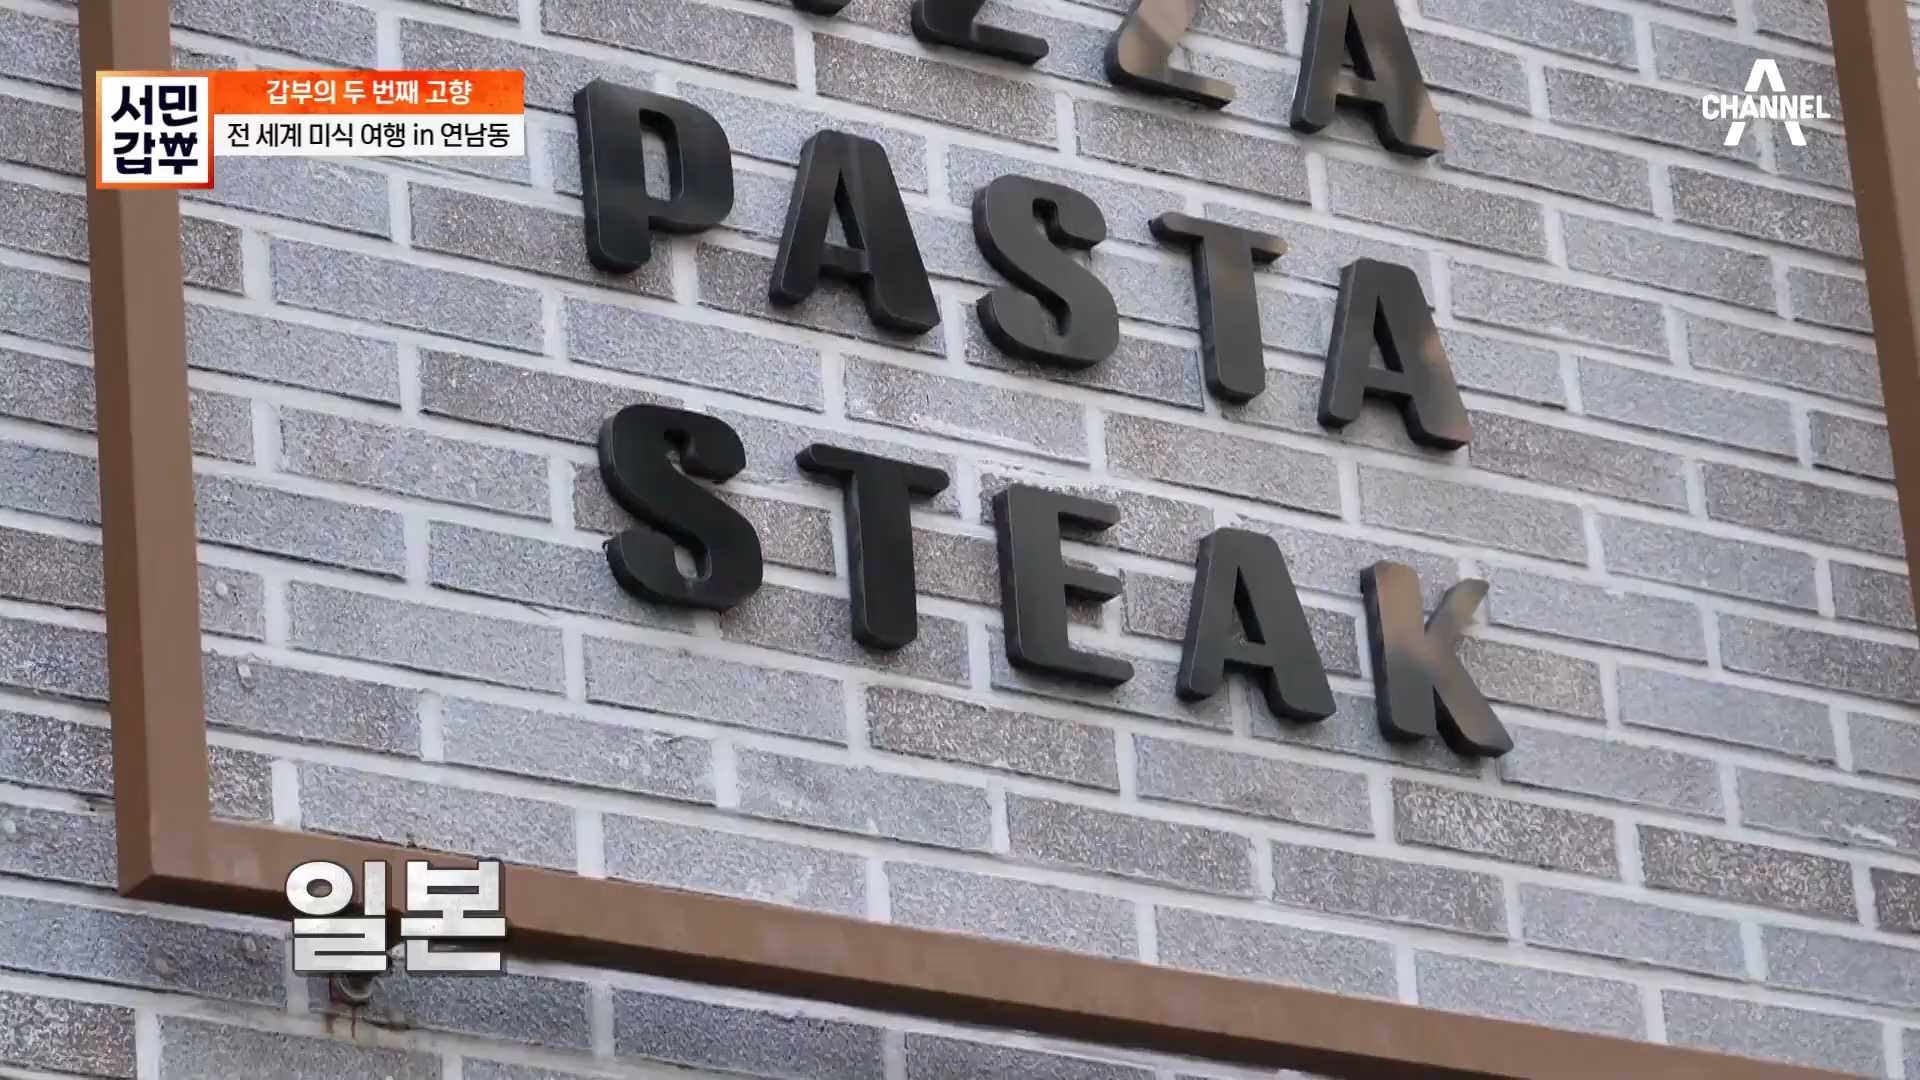 서민
갑부
갑부의 두 번째 고향
전 세계 미식 여행 in 연남동
CHANNEL A
PASTA
STEAK
일본